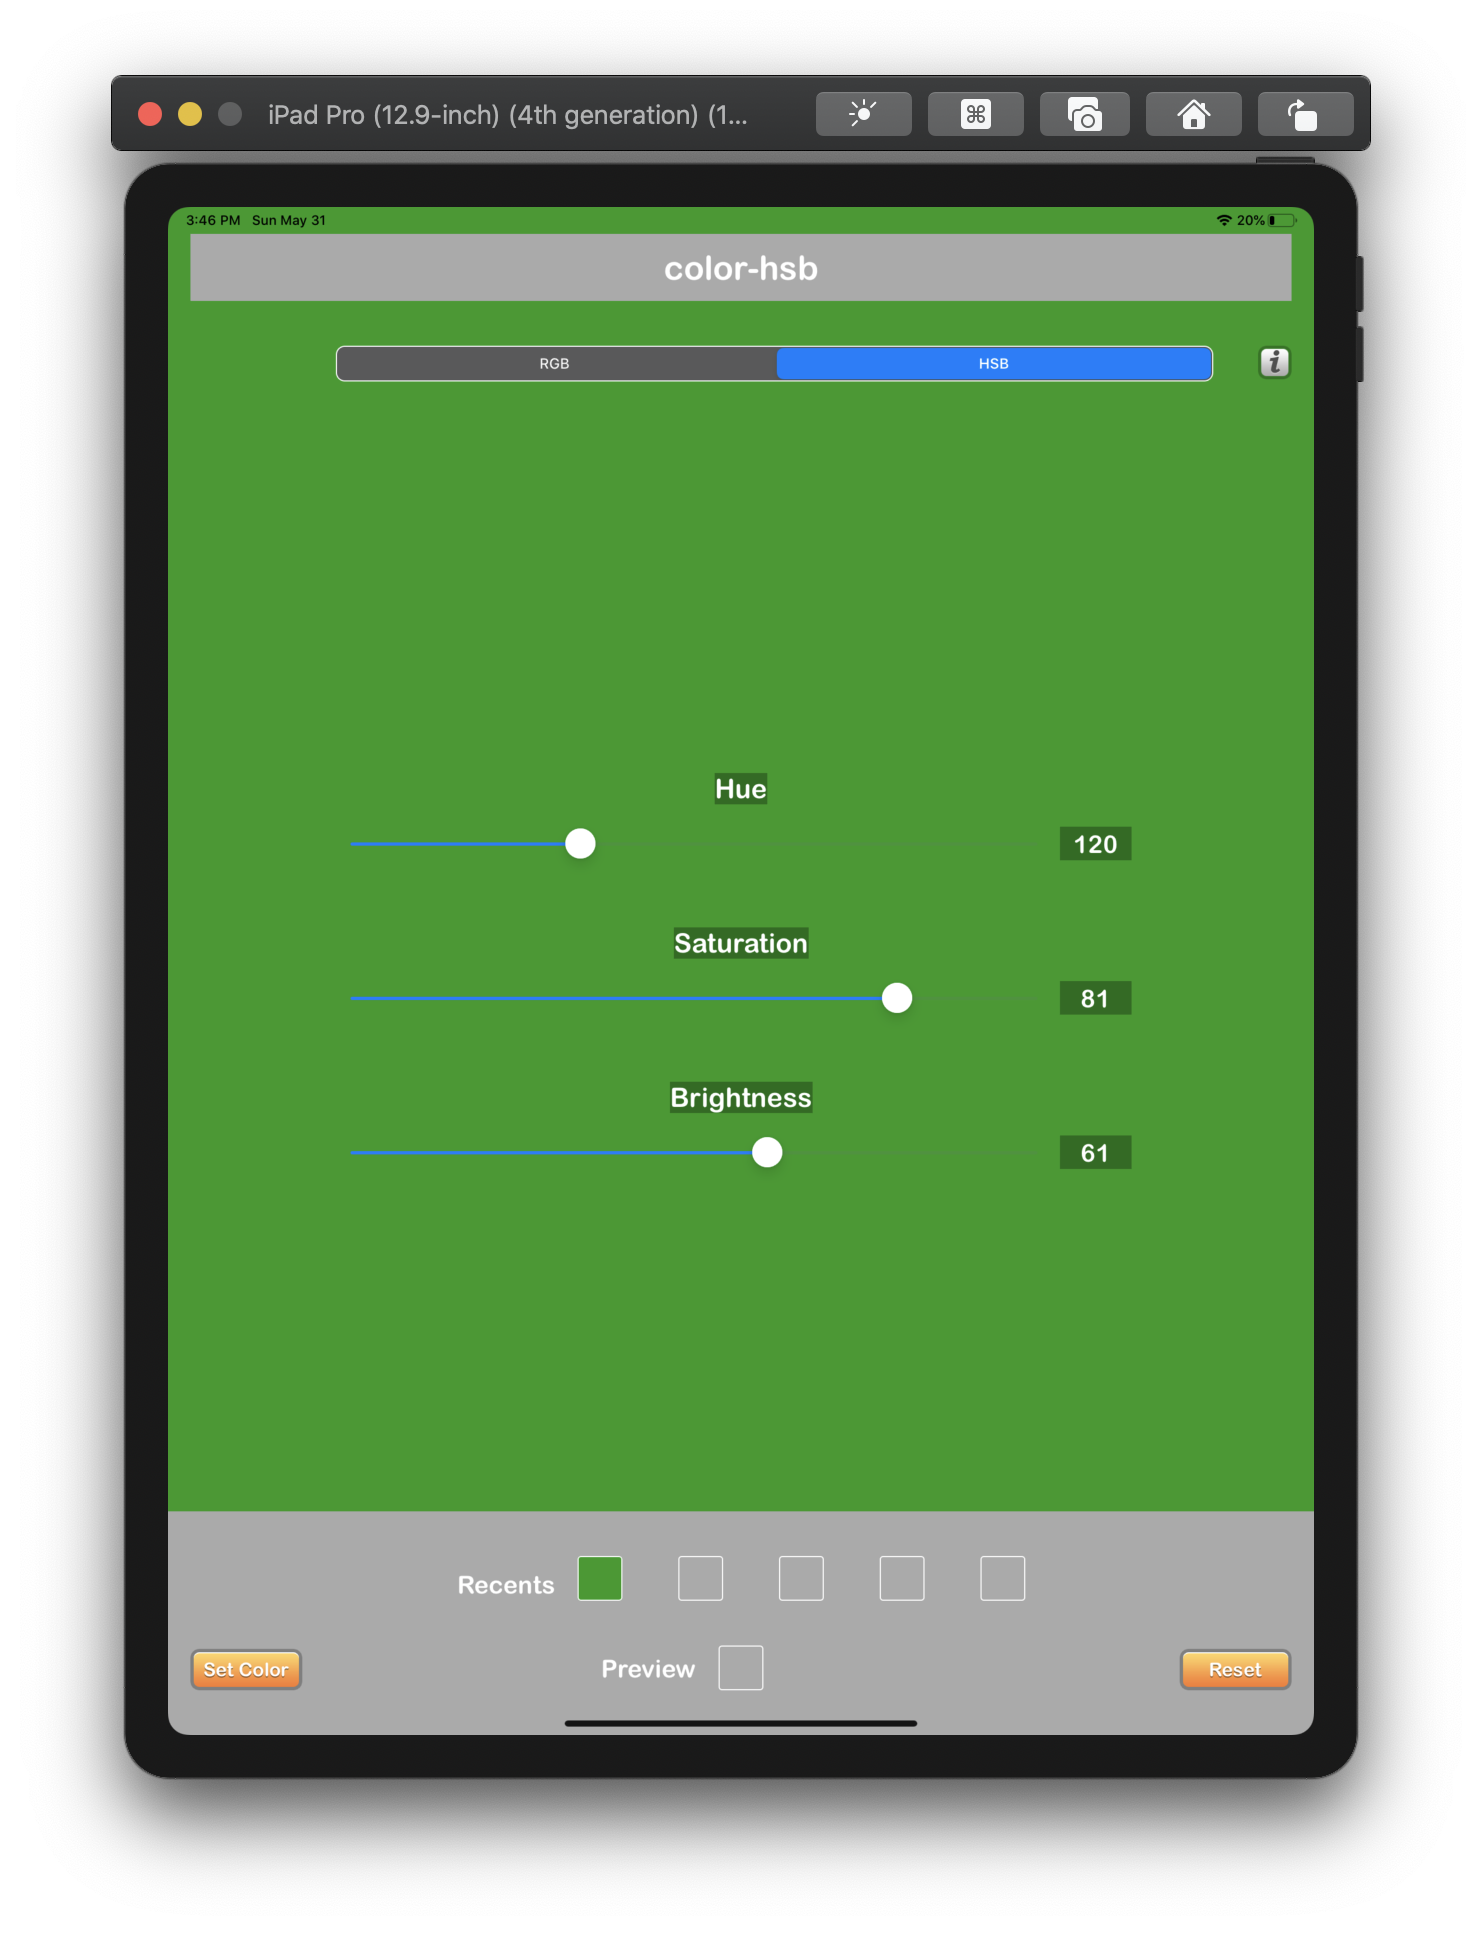 iPad Pro (12.9-inch) (4th generation) (1...
3:46 PM Sun May 31
20%
color-hsb
RGB
HSB
i
Hue
120
Saturation
81
Brightness
61
Recents
Set Color
Preview
Reset